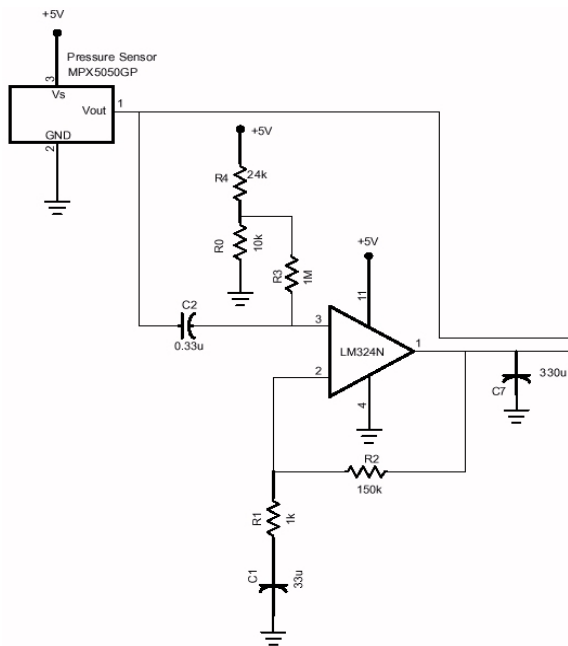 +5V
Pressure Sensor
MPX5050GP
3
Vs
Vout
1
GND
2
+5V
R4
24k
R0
10k
R3
1M
+5V
11
C2
0.33u
3
LM324N
1
2
4
C7
330u
R2
150k
R1
1k
C1
33u